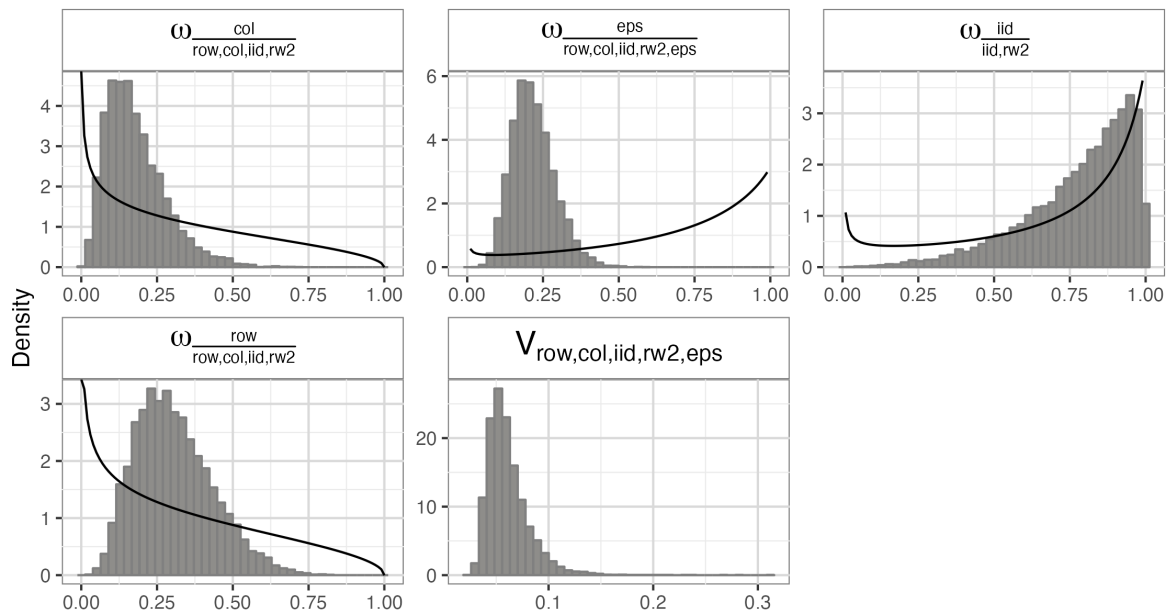 ω col / row,col,iid,rw2
ω eps / row,col,iid,rw2,eps
ω iid / iid,rw2
4
3
2
1
0
6
4
2
0
3
2
1
0
0.00 0.25 0.50 0.75 1.00
0.00 0.25 0.50 0.75 1.00
0.00 0.25 0.50 0.75 1.00
Density
ω row / row,col,iid,rw2
V row,col,iid,rw2,eps
3
2
1
0
20
10
0
0.00 0.25 0.50 0.75 1.00
0.1 0.2 0.3